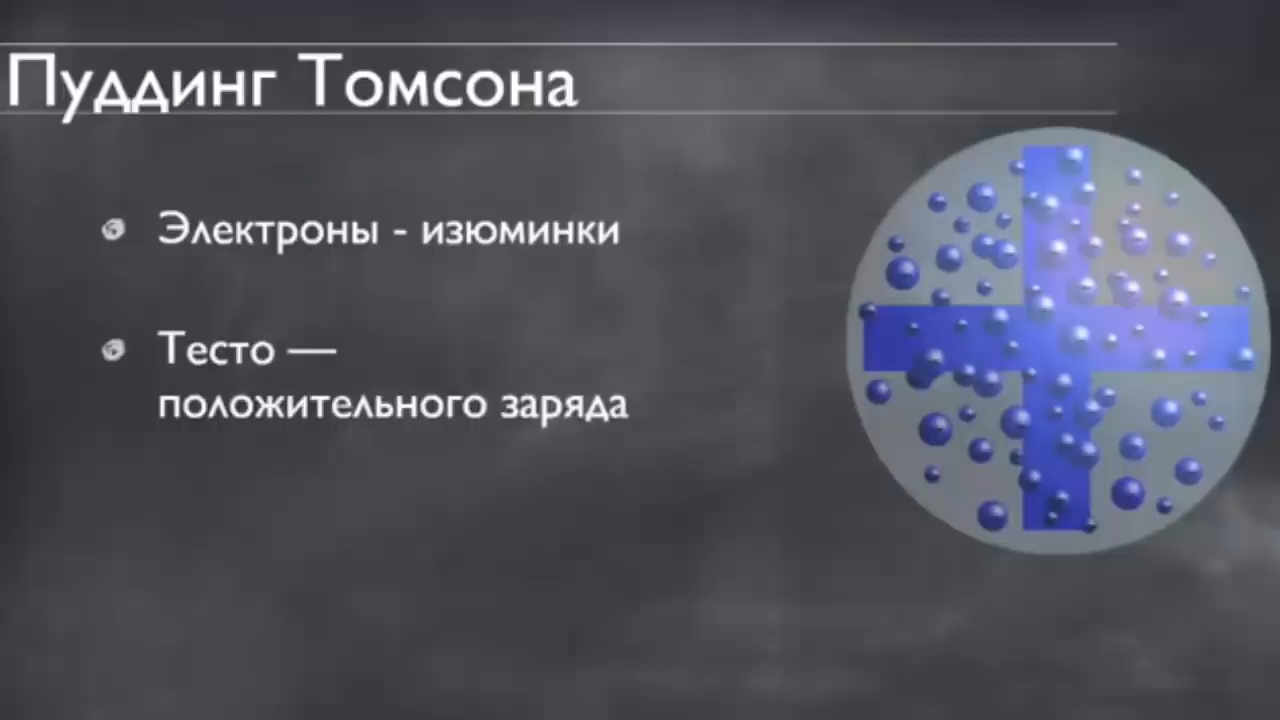 Пуддинг Томсона
Электроны - изюминки
Тесто —
положительного заряда